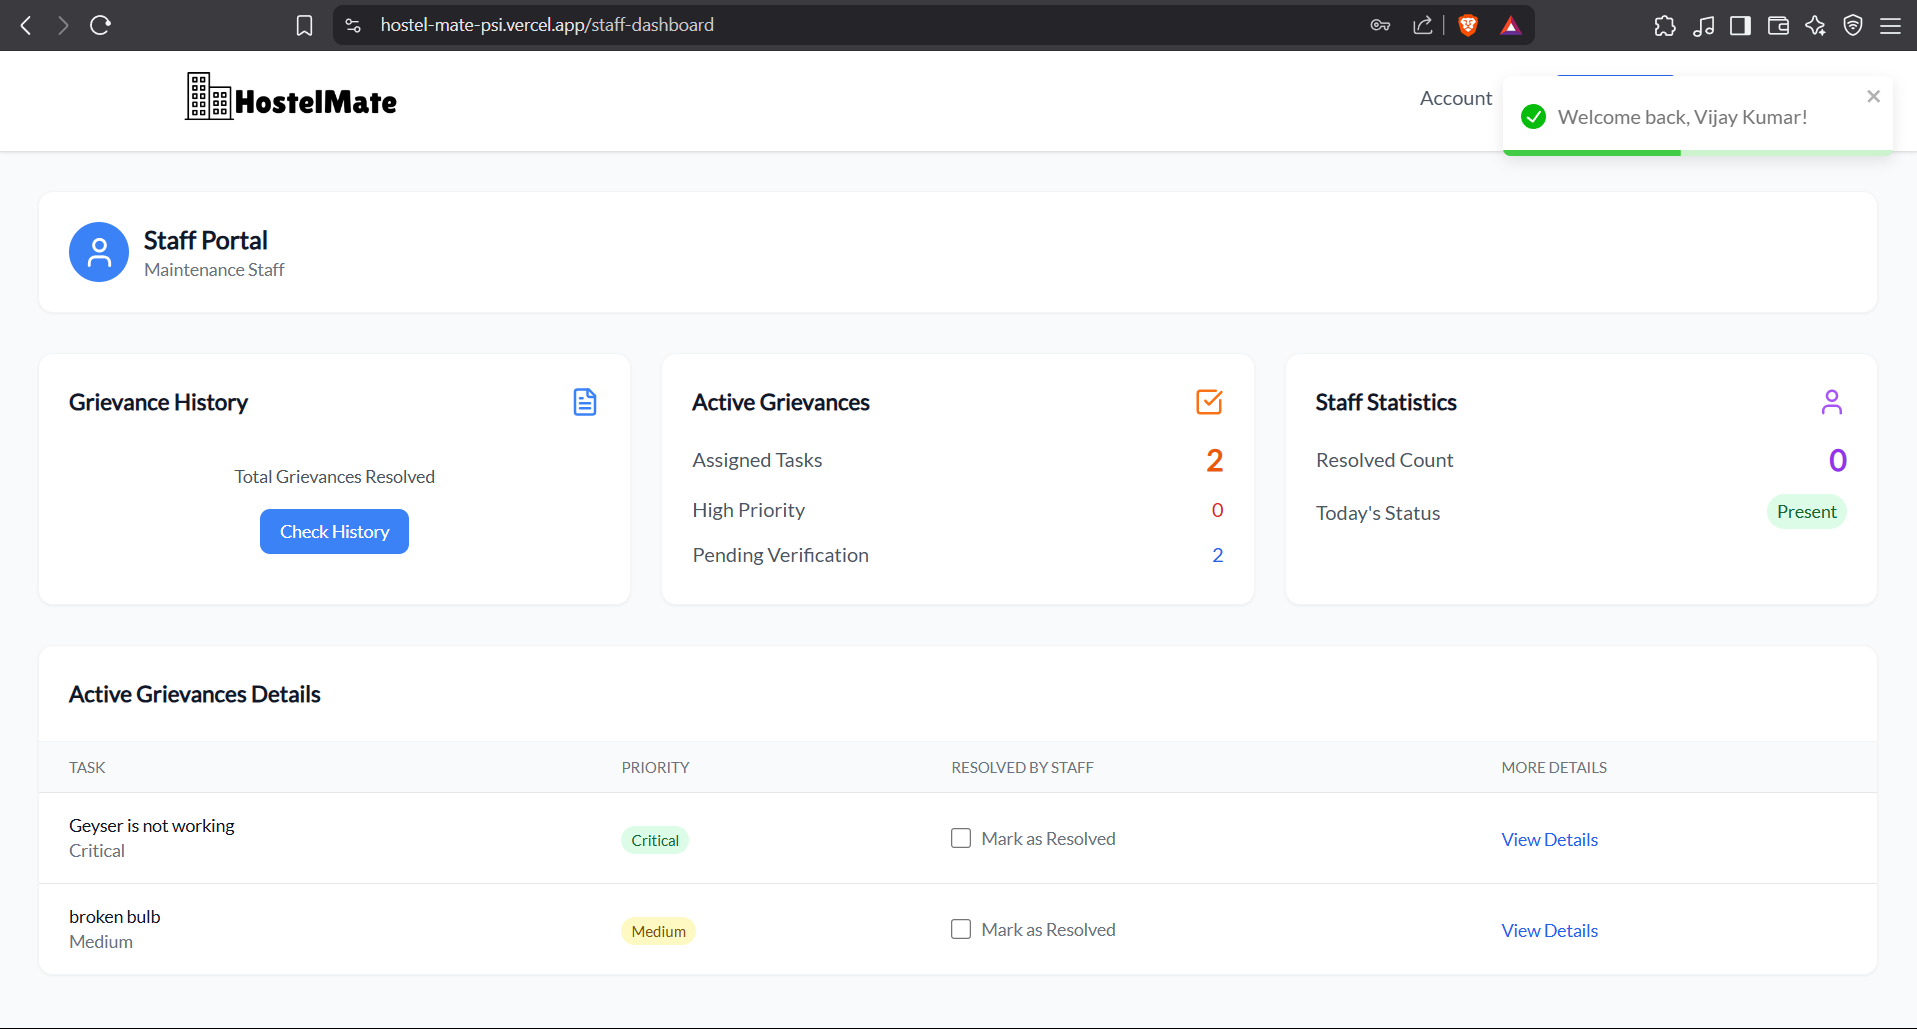 hostel-mate-psi.vercel.app/staff-dashboard
HostelMate
Account
Welcome back, Vijay Kumar!
Staff Portal
Maintenance Staff
Grievance History
Total Grievances Resolved
Check History
Active Grievances
Assigned Tasks 2
High Priority 0
Pending Verification 2
Staff Statistics
Resolved Count 0
Today's Status Present
Active Grievances Details
TASK PRIORITY RESOLVED BY STAFF MORE DETAILS
Geyser is not working
Critical
Critical Mark as Resolved View Details
broken bulb
Medium
Medium Mark as Resolved View Details